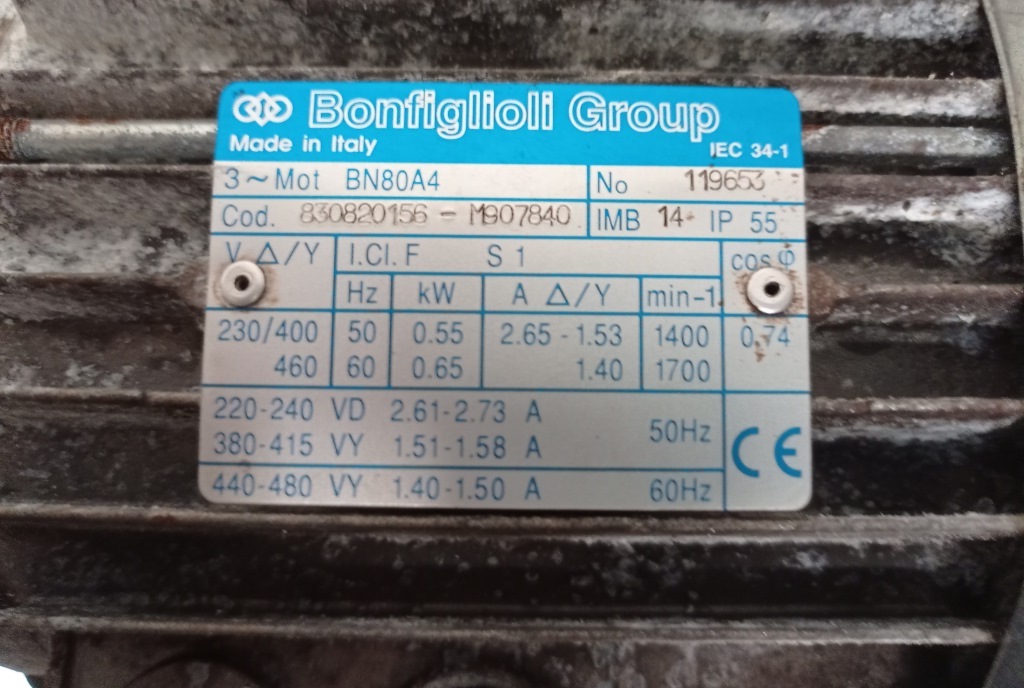 Bonfiglioli Group
Made in Italy IEC 34-1
3~Mot BN80A4 No 119653
Cod. 830820156 - M907840 IMB 14 IP 55
V Δ/Y I.Cl. F S 1 cos φ
Hz kW A Δ/Y min-1
230/400 50 0.55 2.65 - 1.53 1400 0.74
460 60 0.65 1.40 1700
220-240 VD 2.61-2.73 A
50Hz
380-415 VY 1.51-1.58 A
CE
440-480 VY 1.40-1.50 A 60Hz